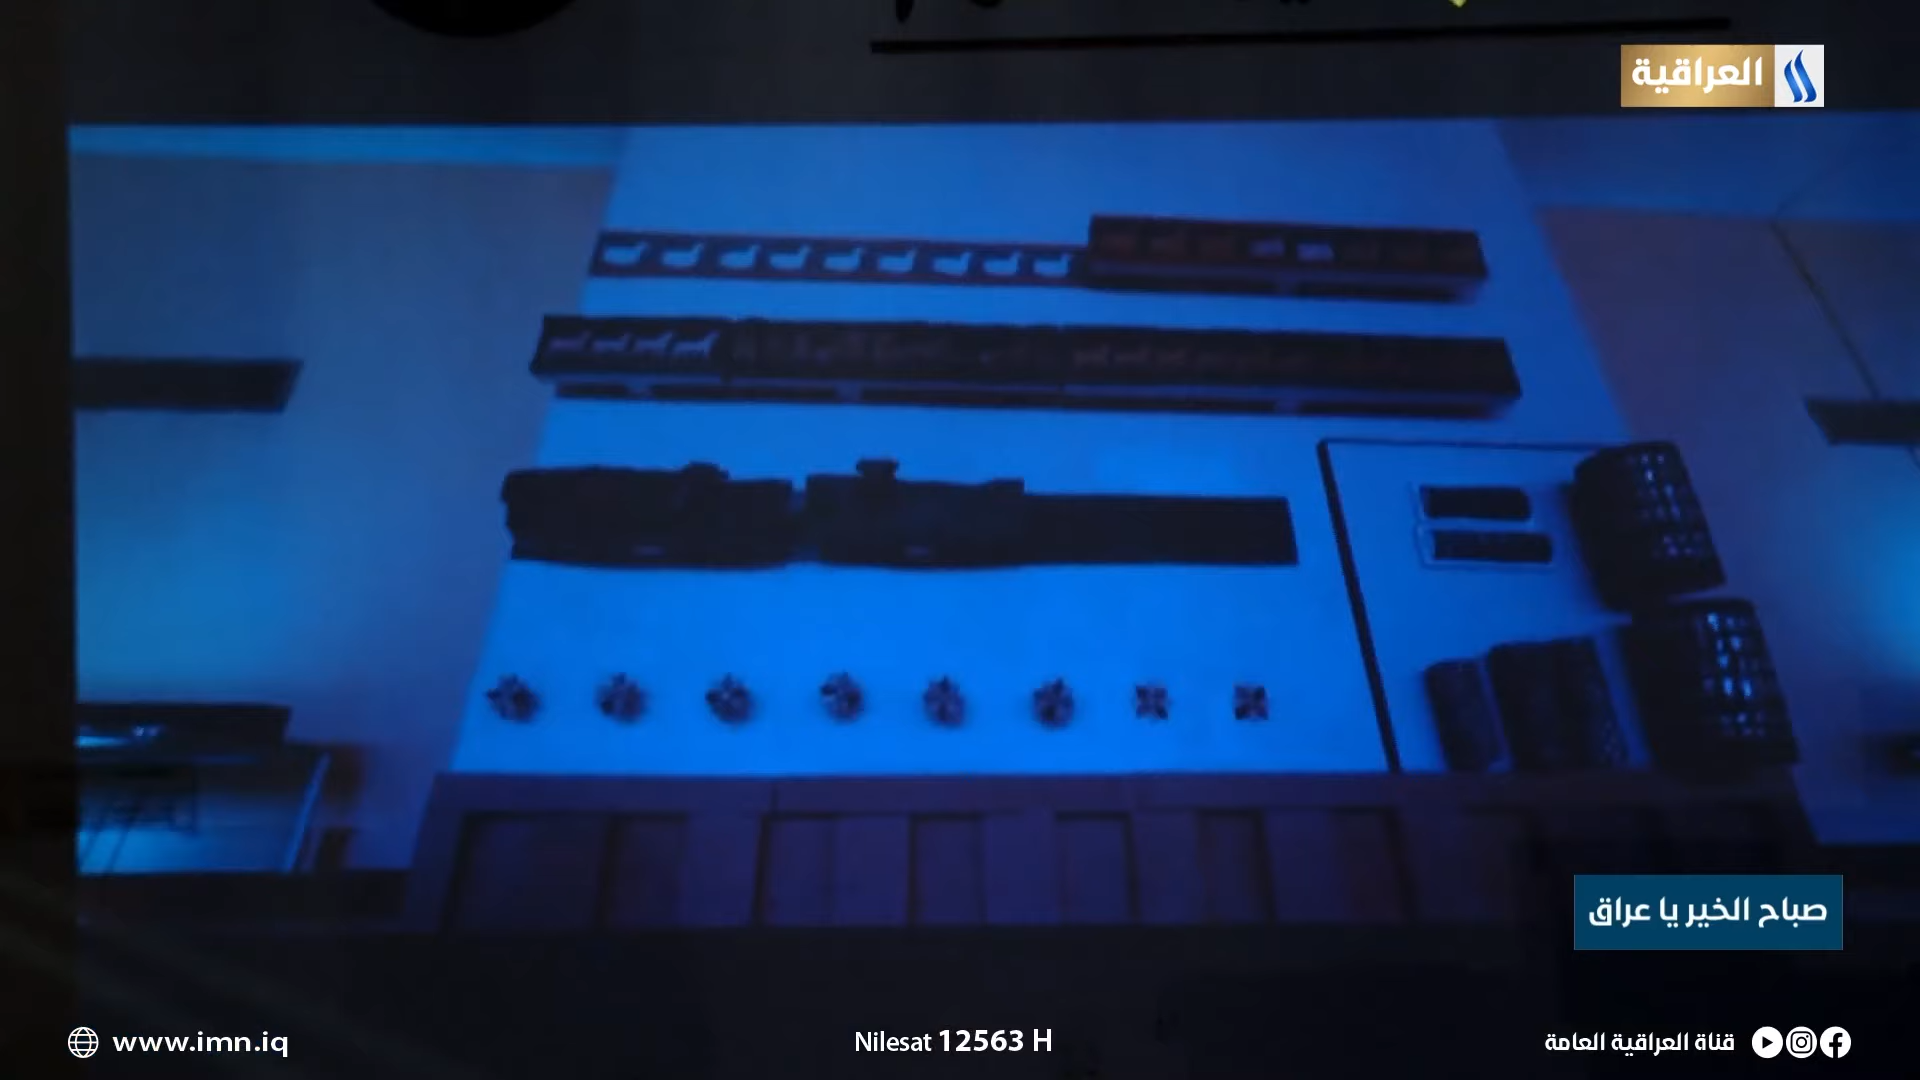 العراقية
صباح الخير يا عراق
www.imn.iq
Nilesat 12563 H
قناة العراقية العامة